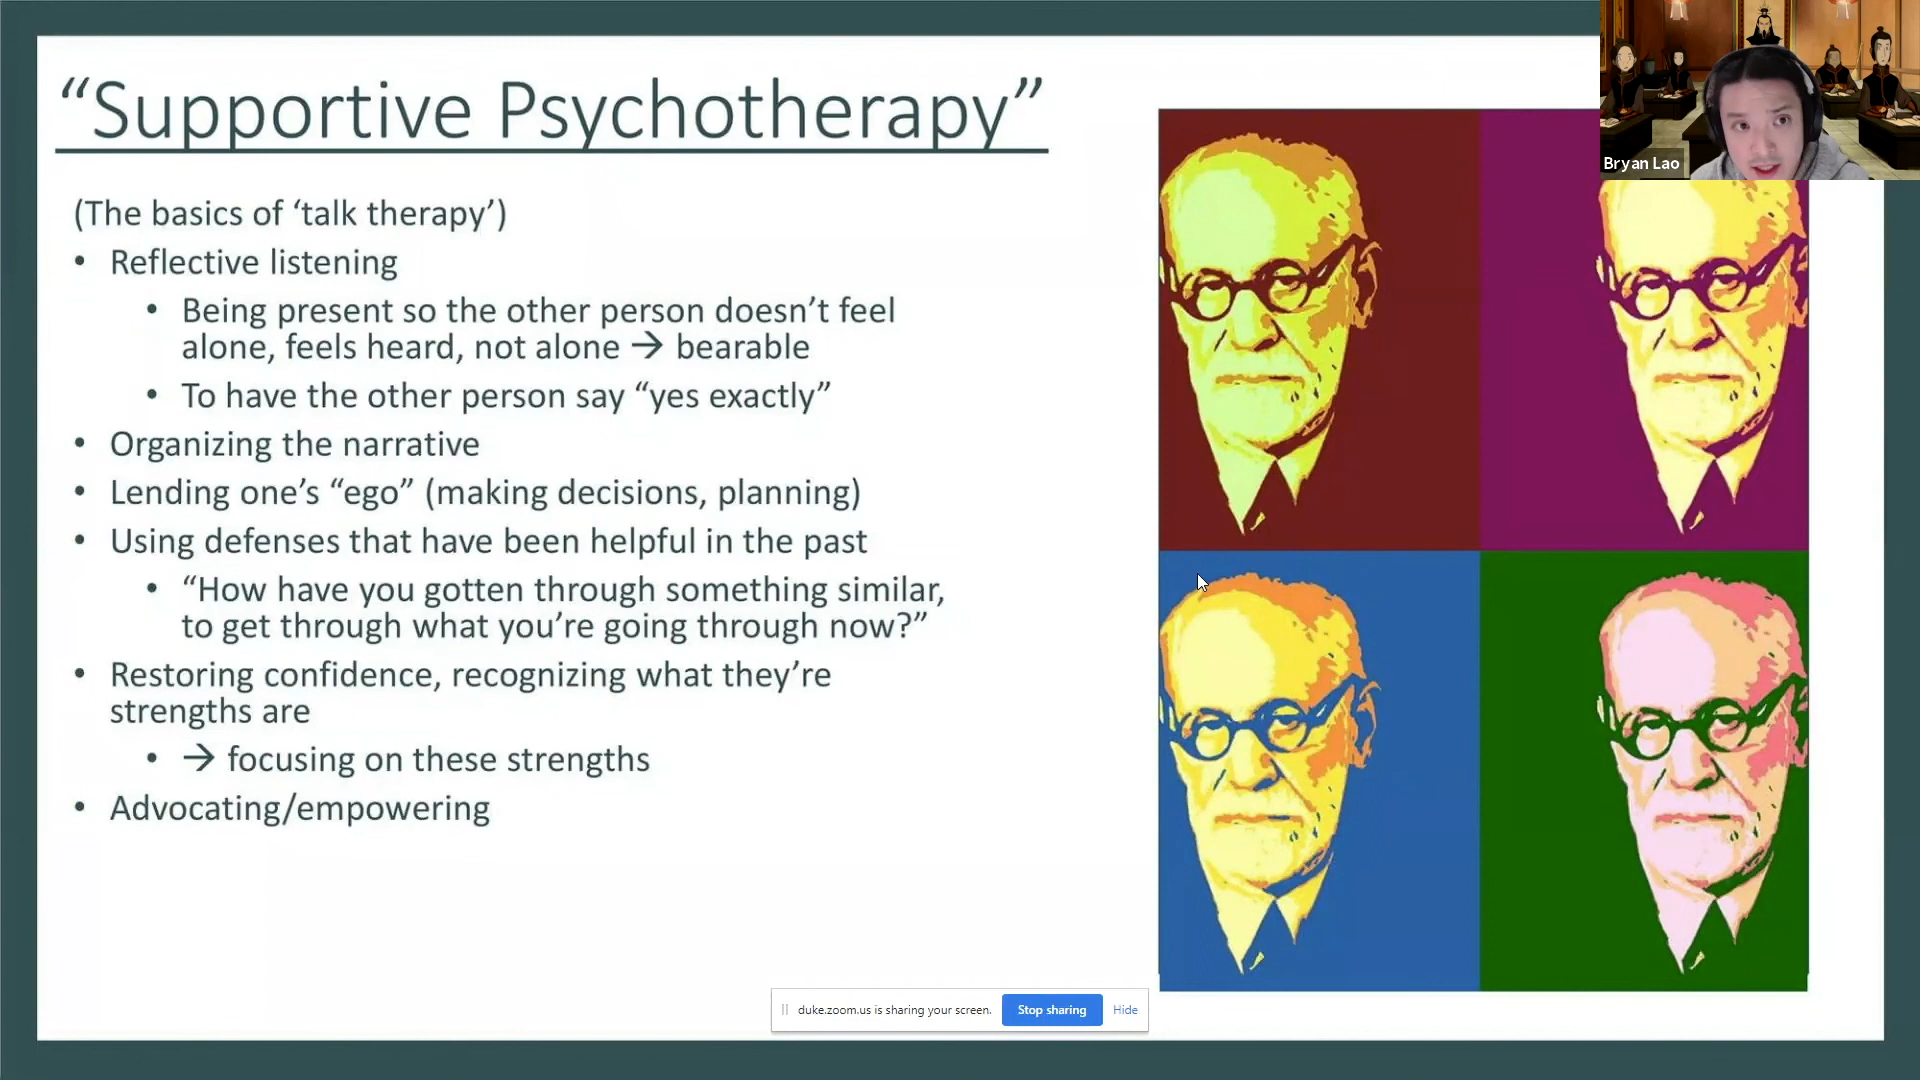 “Supportive Psychotherapy”
Bryan Lao
(The basics of ‘talk therapy’)
• Reflective listening
• Being present so the other person doesn’t feel
alone, feels heard, not alone → bearable
• To have the other person say “yes exactly”
• Organizing the narrative
• Lending one’s “ego” (making decisions, planning)
• Using defenses that have been helpful in the past
• “How have you gotten through something similar,
to get through what you’re going through now?”
• Restoring confidence, recognizing what they’re
strengths are
• → focusing on these strengths
• Advocating/empowering
duke.zoom.us is sharing your screen. Stop sharing Hide